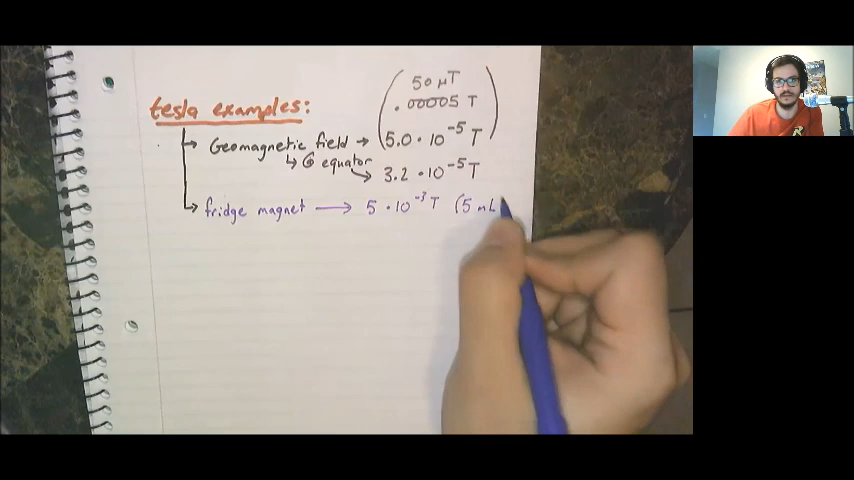 50 μT
.00005 T
tesla examples:
Geomagnetic field → 5.0 · 10⁻⁵ T
↳ @ equator
3.2 · 10⁻⁵ T
fridge magnet → 5 · 10⁻³ T (5 mL